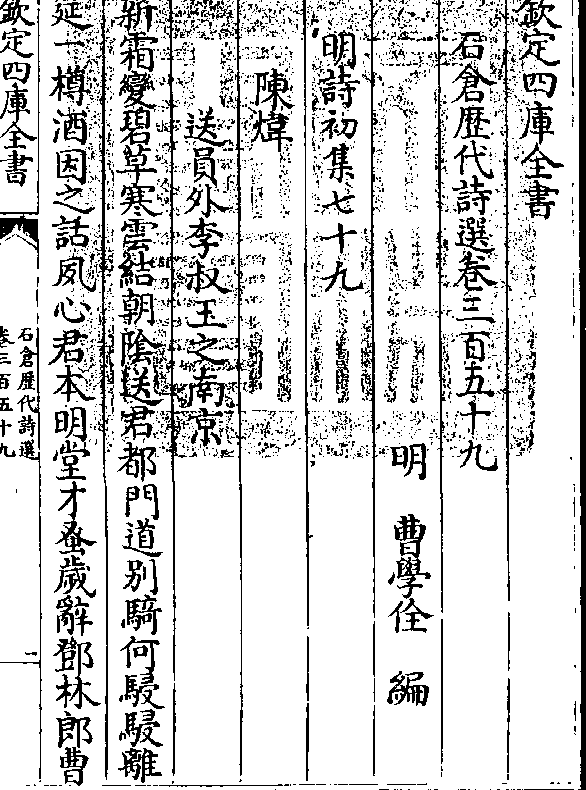 欽定四庫全書
石倉歴代詩選卷三百五十九
明 曹學佺 編
明詩初集七十九
陳煒
送員外李叔玉之南京
新霜變碧草寒雲結朝陰送君都門道别騎何駸駸離
延一樽酒因之話夙心君本明堂才蚤歲辭鄧林郎曹
欽定四庫全書
石倉歴代詩選
卷三百五十九
一